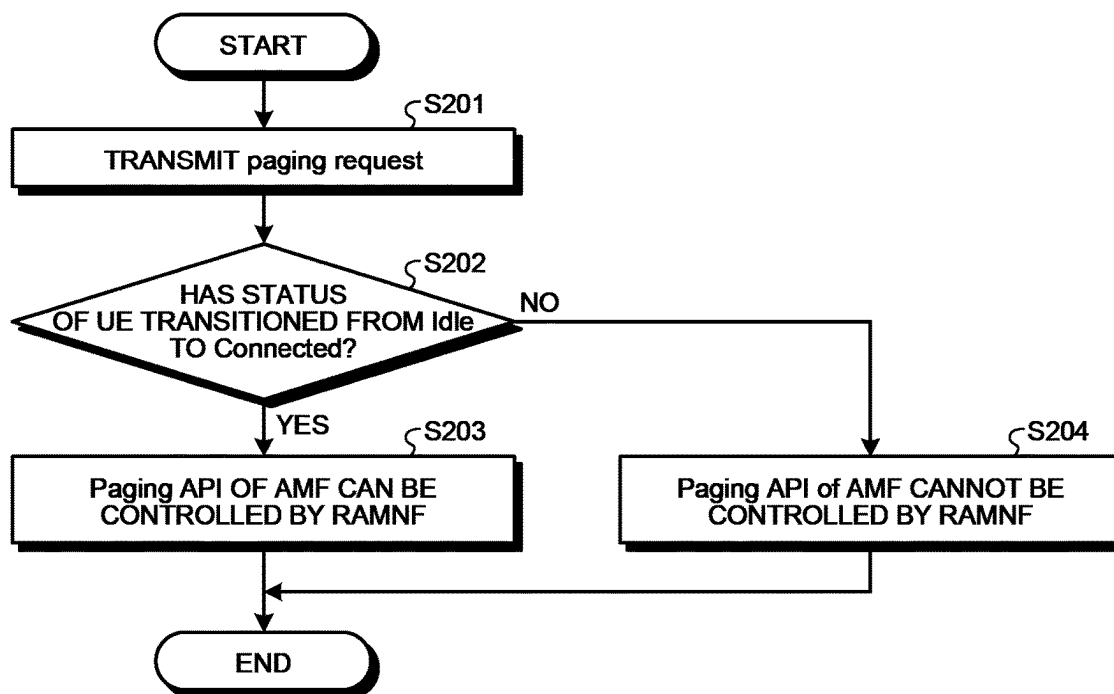 START
S201
TRANSMIT paging request
S202
HAS STATUS
OF UE TRANSITIONED FROM Idle
TO Connected?
NO
YES
S203
Paging API OF AMF CAN BE
CONTROLLED BY RAMNF
S204
Paging API of AMF CANNOT BE
CONTROLLED BY RAMNF
END